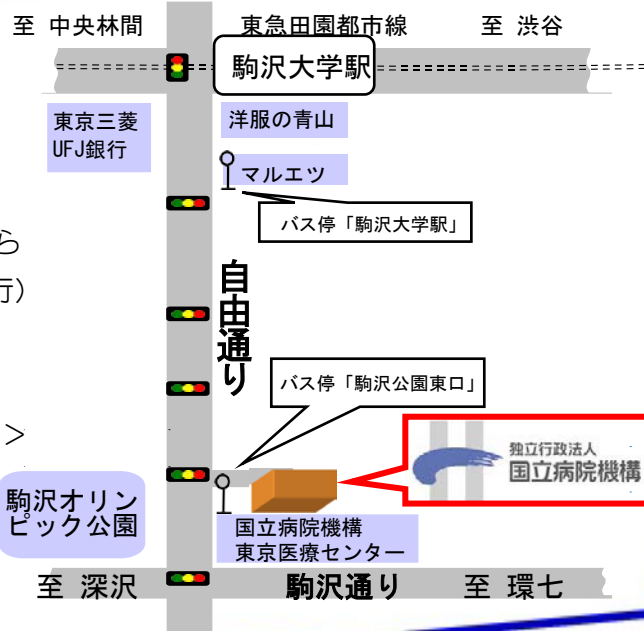 至 中央林間
東急田園都市線
至 渋谷
駒沢大学駅
東京三菱
UFJ銀行
洋服の青山
マルエツ
バス停「駒沢大学駅」
ら
行)
自由通り
バス停「駒沢公園東口」
>
独立行政法人
国立病院機構
駒沢オリン
ピック公園
国立病院機構
東京医療センター
至 深沢
駒沢通り
至 環七